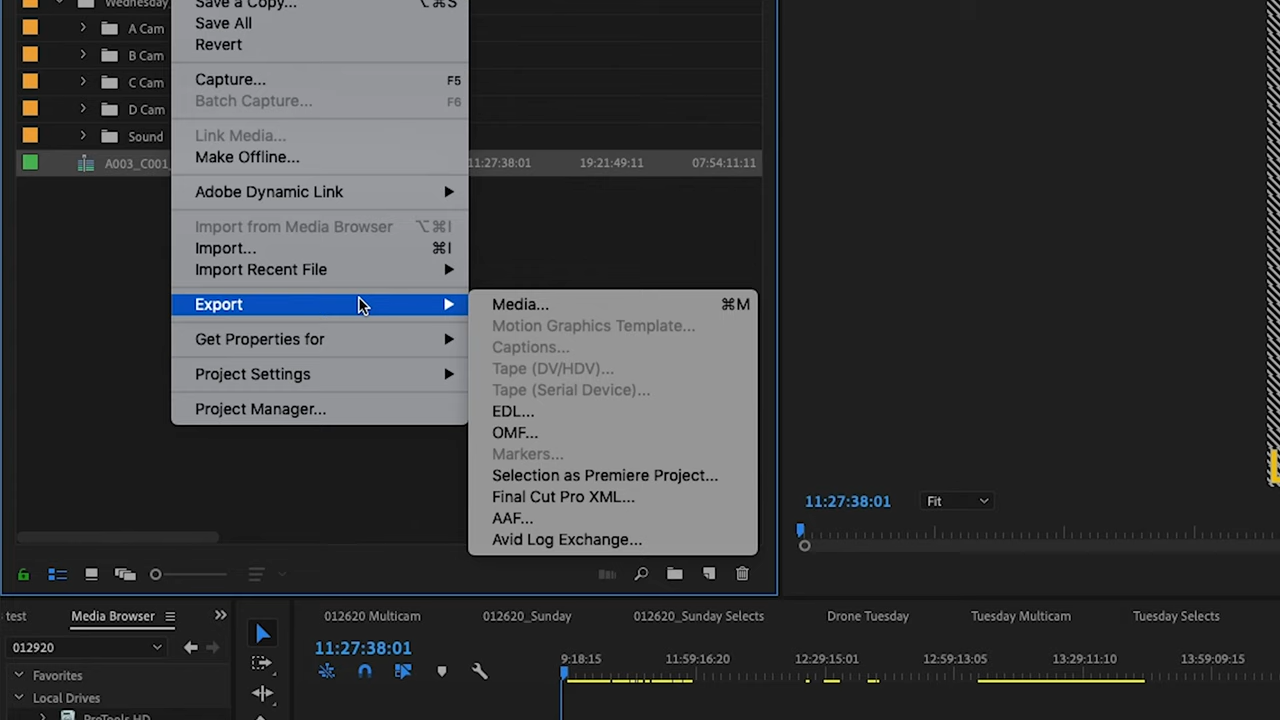 Wednesday
Save a Copy... ⌥⌘S
Save All
A Cam
Revert
B Cam
Capture... F5
C Cam
Batch Capture... F6
D Cam
Link Media...
Sound
Make Offline...
A003_C001_ 11:27:38:01 19:21:49:11 07:54:11:11
Adobe Dynamic Link
Import from Media Browser ⌥⌘I
Import... ⌘I
Import Recent File
Export
Media... ⌘M
Motion Graphics Template...
Get Properties for
Captions...
Tape (DV/HDV)...
Project Settings
Tape (Serial Device)...
Project Manager...
EDL...
OMF...
Markers...
Selection as Premiere Project...
Final Cut Pro XML...
AAF...
Avid Log Exchange...
11:27:38:01 Fit
test Media Browser
012620 Multicam 012620_Sunday 012620_Sunday Selects Drone Tuesday Tuesday Multicam Tuesday Selects
012920
11:27:38:01
9:18:15 11:59:16:20 12:29:15:01 12:59:13:05 13:29:11:10 13:59:09:15
Favorites
Local Drives
ProTools HD